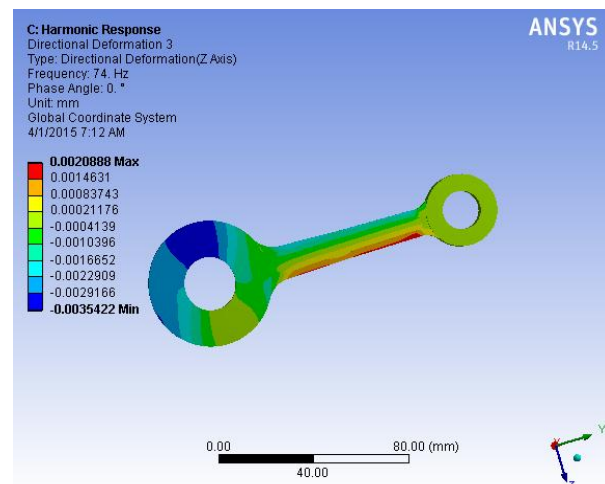 C: Harmonic Response
Directional Deformation 3
Type: Directional Deformation(Z Axis)
Frequency: 74. Hz
Phase Angle: 0. °
Unit: mm
Global Coordinate System
4/1/2015 7:12 AM
ANSYS
R14.5
0.0020888 Max
0.0014631
0.00083743
0.00021176
-0.0004139
-0.0010396
-0.0016652
-0.0022909
-0.0029166
-0.0035422 Min
0.00
80.00 (mm)
40.00
Y
X
Z